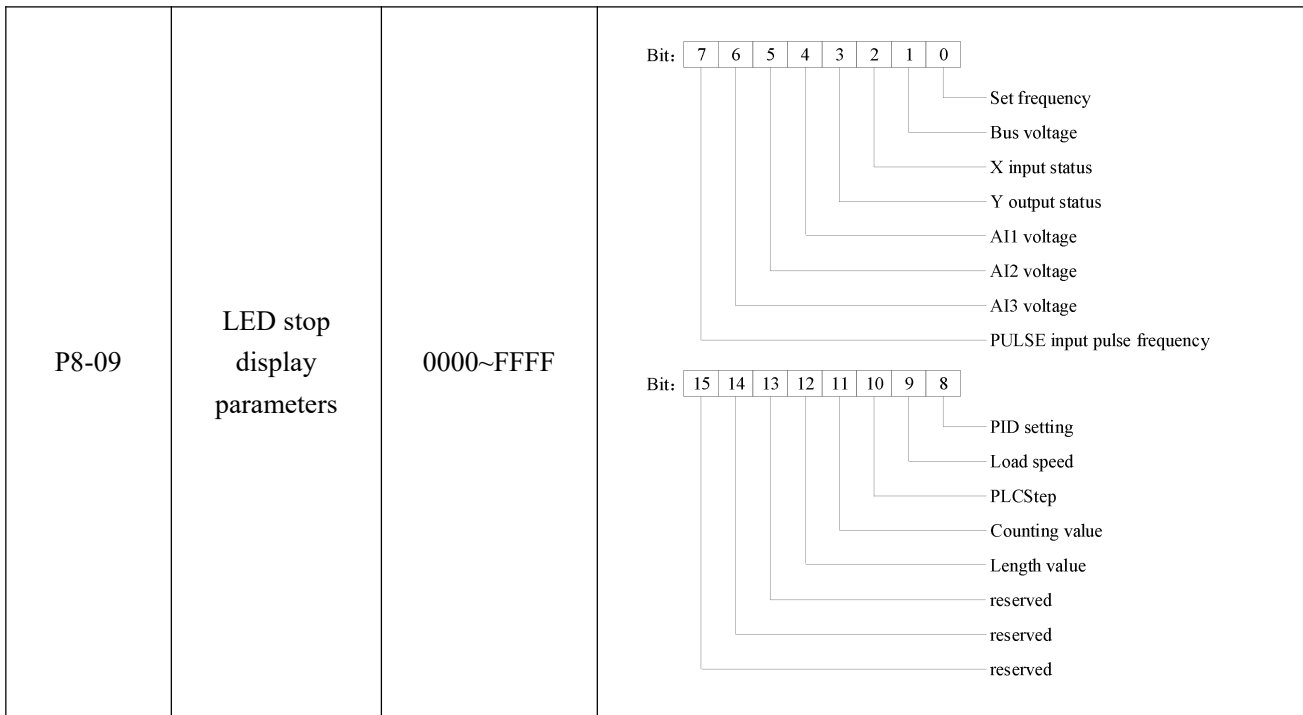 P8-09
LED stop
display
parameters
0000~FFFF
Bit: 7 6 5 4 3 2 1 0
Set frequency
Bus voltage
X input status
Y output status
AI1 voltage
AI2 voltage
AI3 voltage
PULSE input pulse frequency
Bit: 15 14 13 12 11 10 9 8
PID setting
Load speed
PLCStep
Counting value
Length value
reserved
reserved
reserved